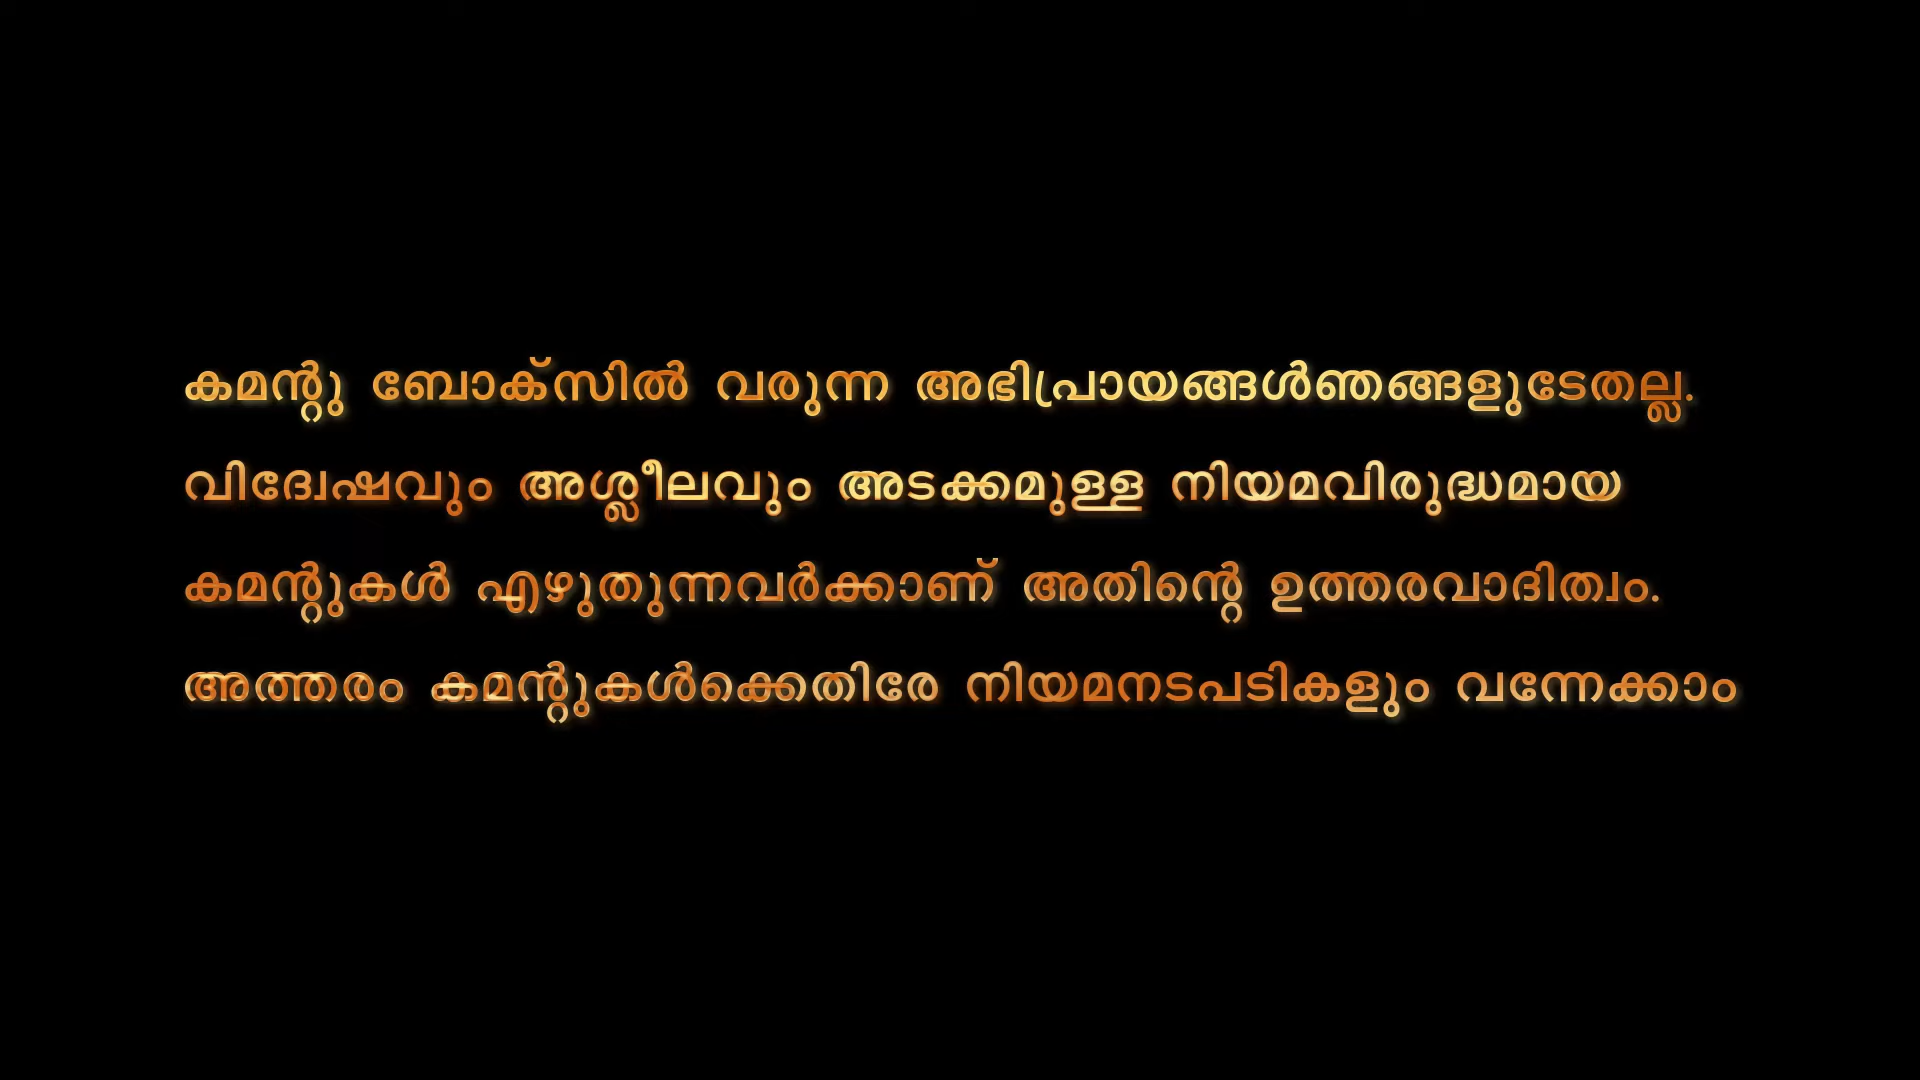 കമന്റു ബോക്സിൽ വരുന്ന അഭിപ്രായങ്ങൾഞങ്ങളുടേതല്ല.
വിദ്വേഷവും അശ്ലീലവും അടക്കമുള്ള നിയമവിരുദ്ധമായ
കമന്റുകൾ എഴുതുന്നവർക്കാണ് അതിന്റെ ഉത്തരവാദിത്വം.
അത്തരം കമന്റുകൾക്കെതിരേ നിയമനടപടികളും വന്നേക്കാം